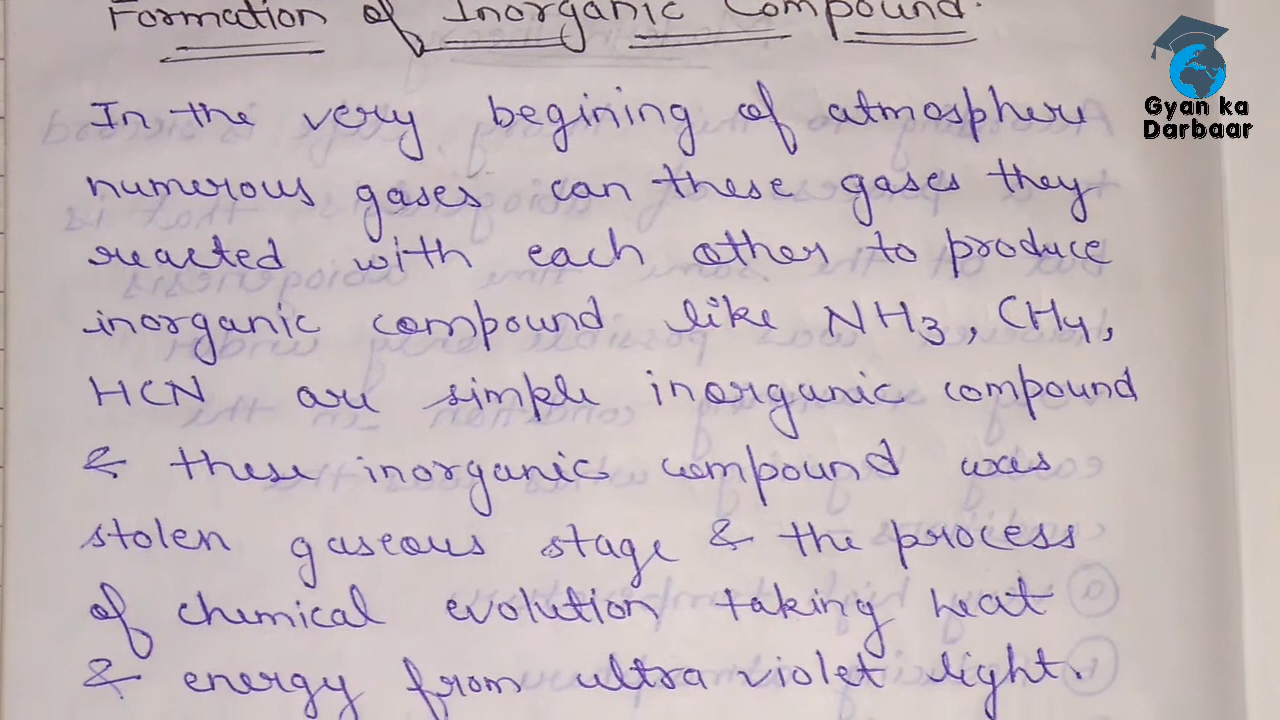 Formation of Inorganic Compound.
Gyan ka
Darbaar
In the very begining of atmosphere
numerous gases can these gases they
reacted with each other to produce
inorganic compound like NH3, CH4,
HCN are simple inorganic compound
& these inorganic compound was
stolen gaseous stage & the process
of chemical evolution taking heat
& energy from ultra violet light.